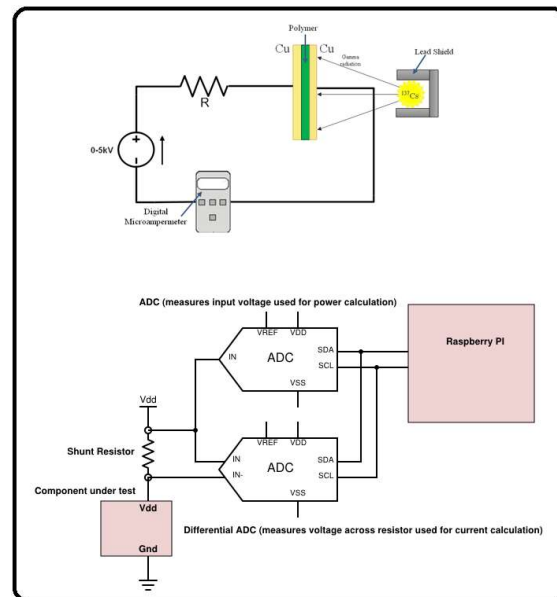 Polymer
Cu
Cu
Gamma
radiation
Lead Shield
137Cs
R
0-5kV
Digital
Microampermeter
ADC (measures input voltage used for power calculation)
VREF
VDD
IN
ADC
SDA
SCL
VSS
Raspberry PI
Vdd
Shunt Resistor
VREF
VDD
IN
IN-
ADC
SDA
SCL
VSS
Component under test
Vdd
Gnd
Differential ADC (measures voltage across resistor used for current calculation)